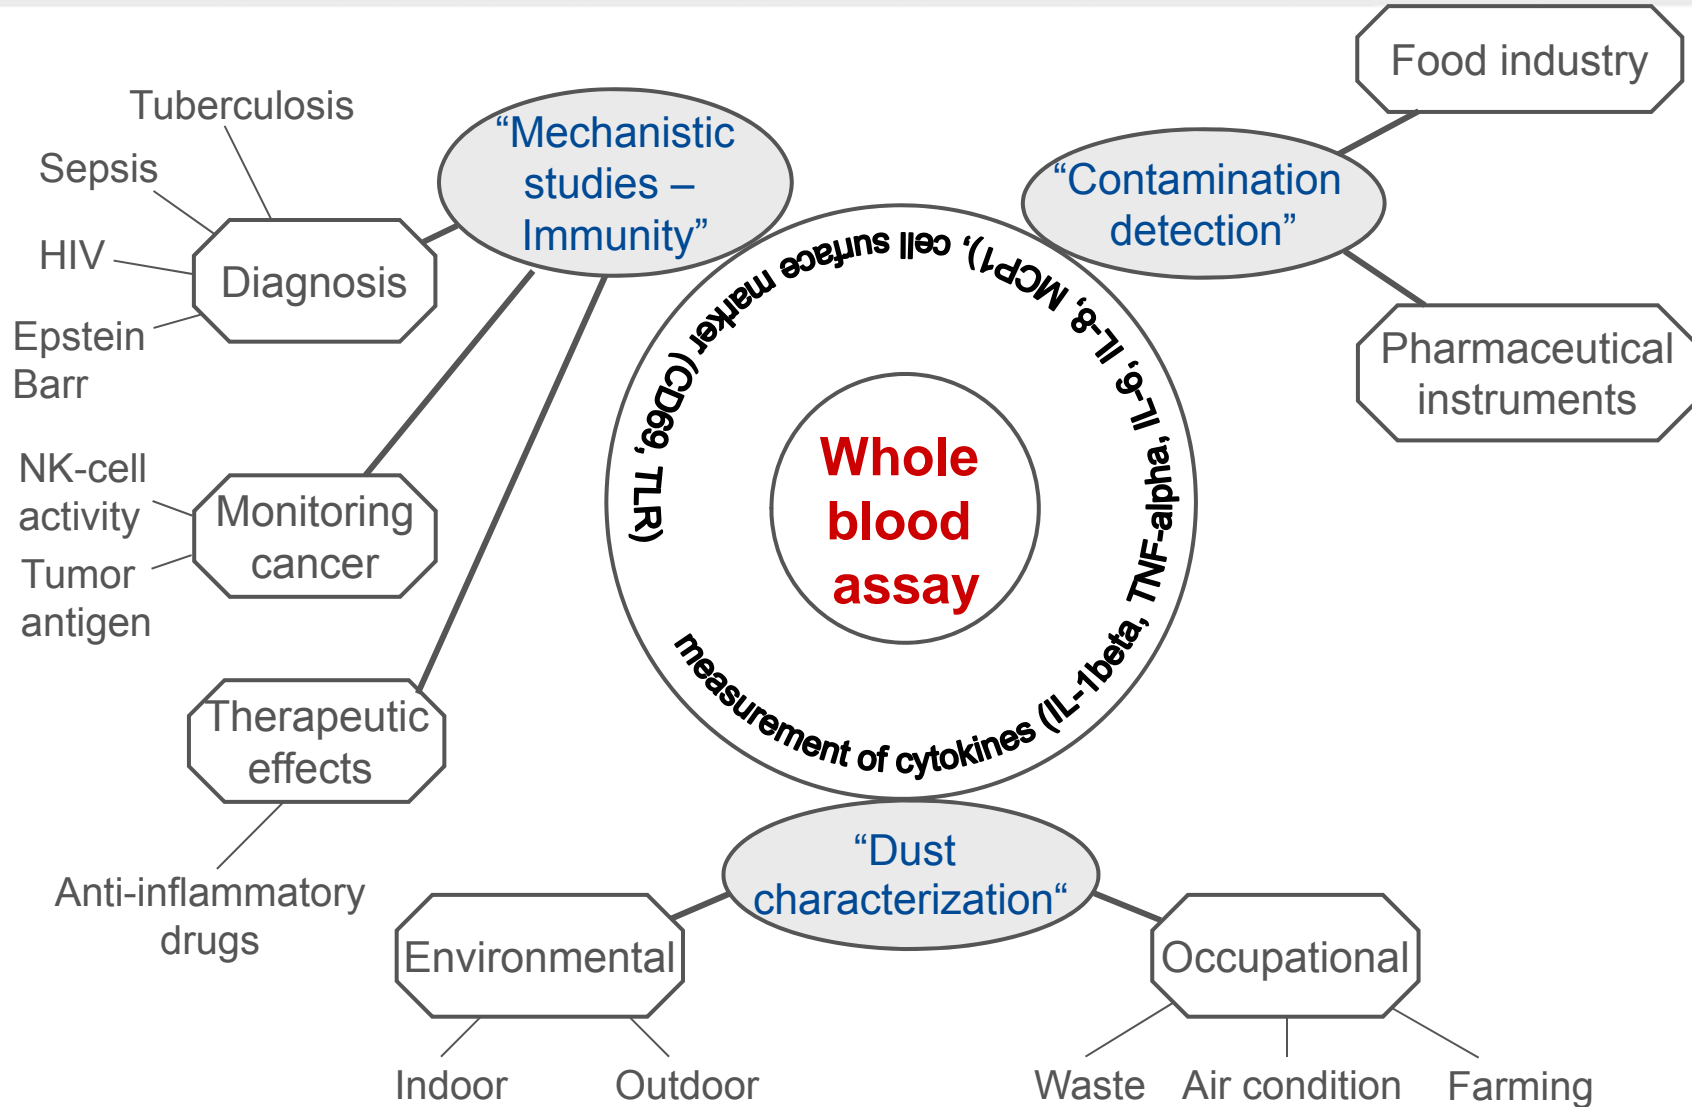 Food industry
Tuberculosis
“Mechanistic
studies –
Immunity”
“Contamination
detection”
Sepsis
HIV
Diagnosis
Epstein
Barr
Pharmaceutical
instruments
measurement of cytokines (IL-1beta, TNF-alpha, IL-6, IL-8, MCP1), cell surface marker (CD69, TLR)
Whole
blood
assay
NK-cell
activity
Monitoring
cancer
Tumor
antigen
Therapeutic
effects
Anti-inflammatory
drugs
“Dust
characterization“
Environmental
Occupational
Indoor
Outdoor
Waste
Air condition
Farming